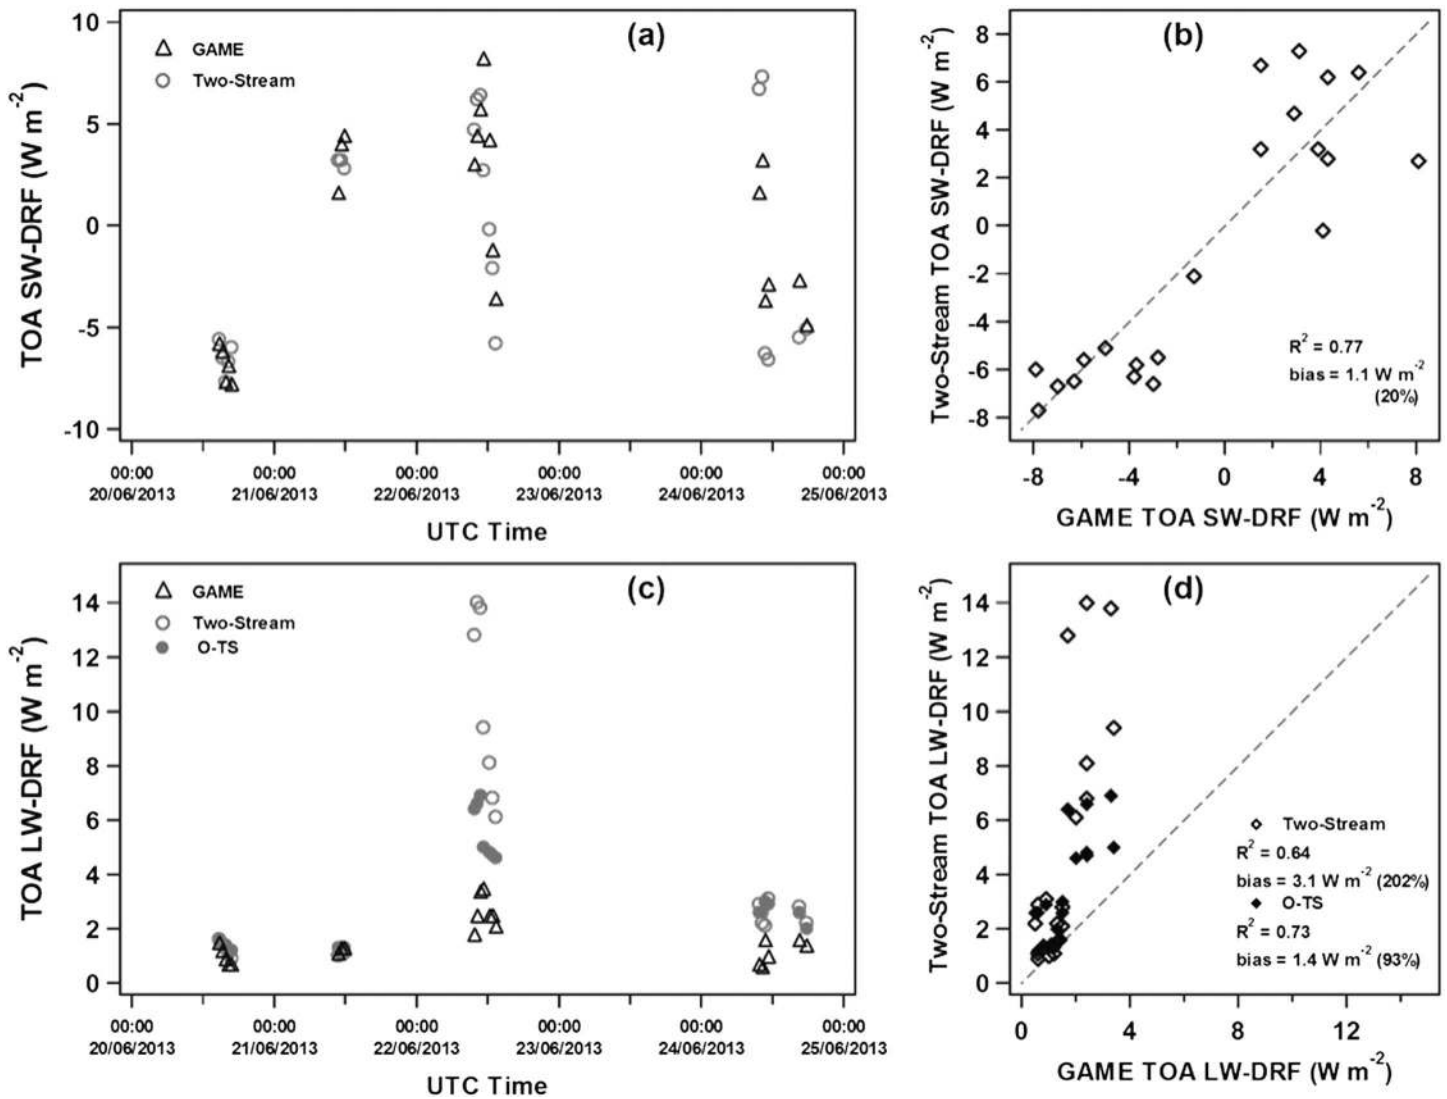 (a)
GAME
Two-Stream
TOA SW-DRF (W m-2)
10
5
0
-5
-10
00:00 00:00 00:00 00:00 00:00 00:00
20/06/2013 21/06/2013 22/06/2013 23/06/2013 24/06/2013 25/06/2013
UTC Time
(b)
Two-Stream TOA SW-DRF (W m-2)
8
6
4
2
0
-2
-4
-6
-8
R2 = 0.77
bias = 1.1 W m-2
(20%)
-8 -4 0 4 8
GAME TOA SW-DRF (W m-2)
(c)
GAME
Two-Stream
O-TS
TOA LW-DRF (W m-2)
14
12
10
8
6
4
2
0
00:00 00:00 00:00 00:00 00:00 00:00
20/06/2013 21/06/2013 22/06/2013 23/06/2013 24/06/2013 25/06/2013
UTC Time
(d)
Two-Stream TOA LW-DRF (W m-2)
14
12
10
8
6
4
2
0
Two-Stream
R2 = 0.64
bias = 3.1 W m-2 (202%)
O-TS
R2 = 0.73
bias = 1.4 W m-2 (93%)
0 4 8 12
GAME TOA LW-DRF (W m-2)